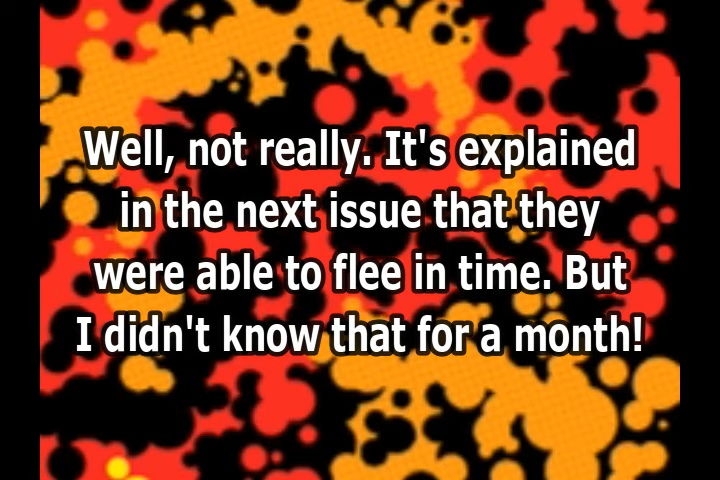 Well, not really. It's explained
in the next issue that they
were able to flee in time. But
I didn't know that for a month!